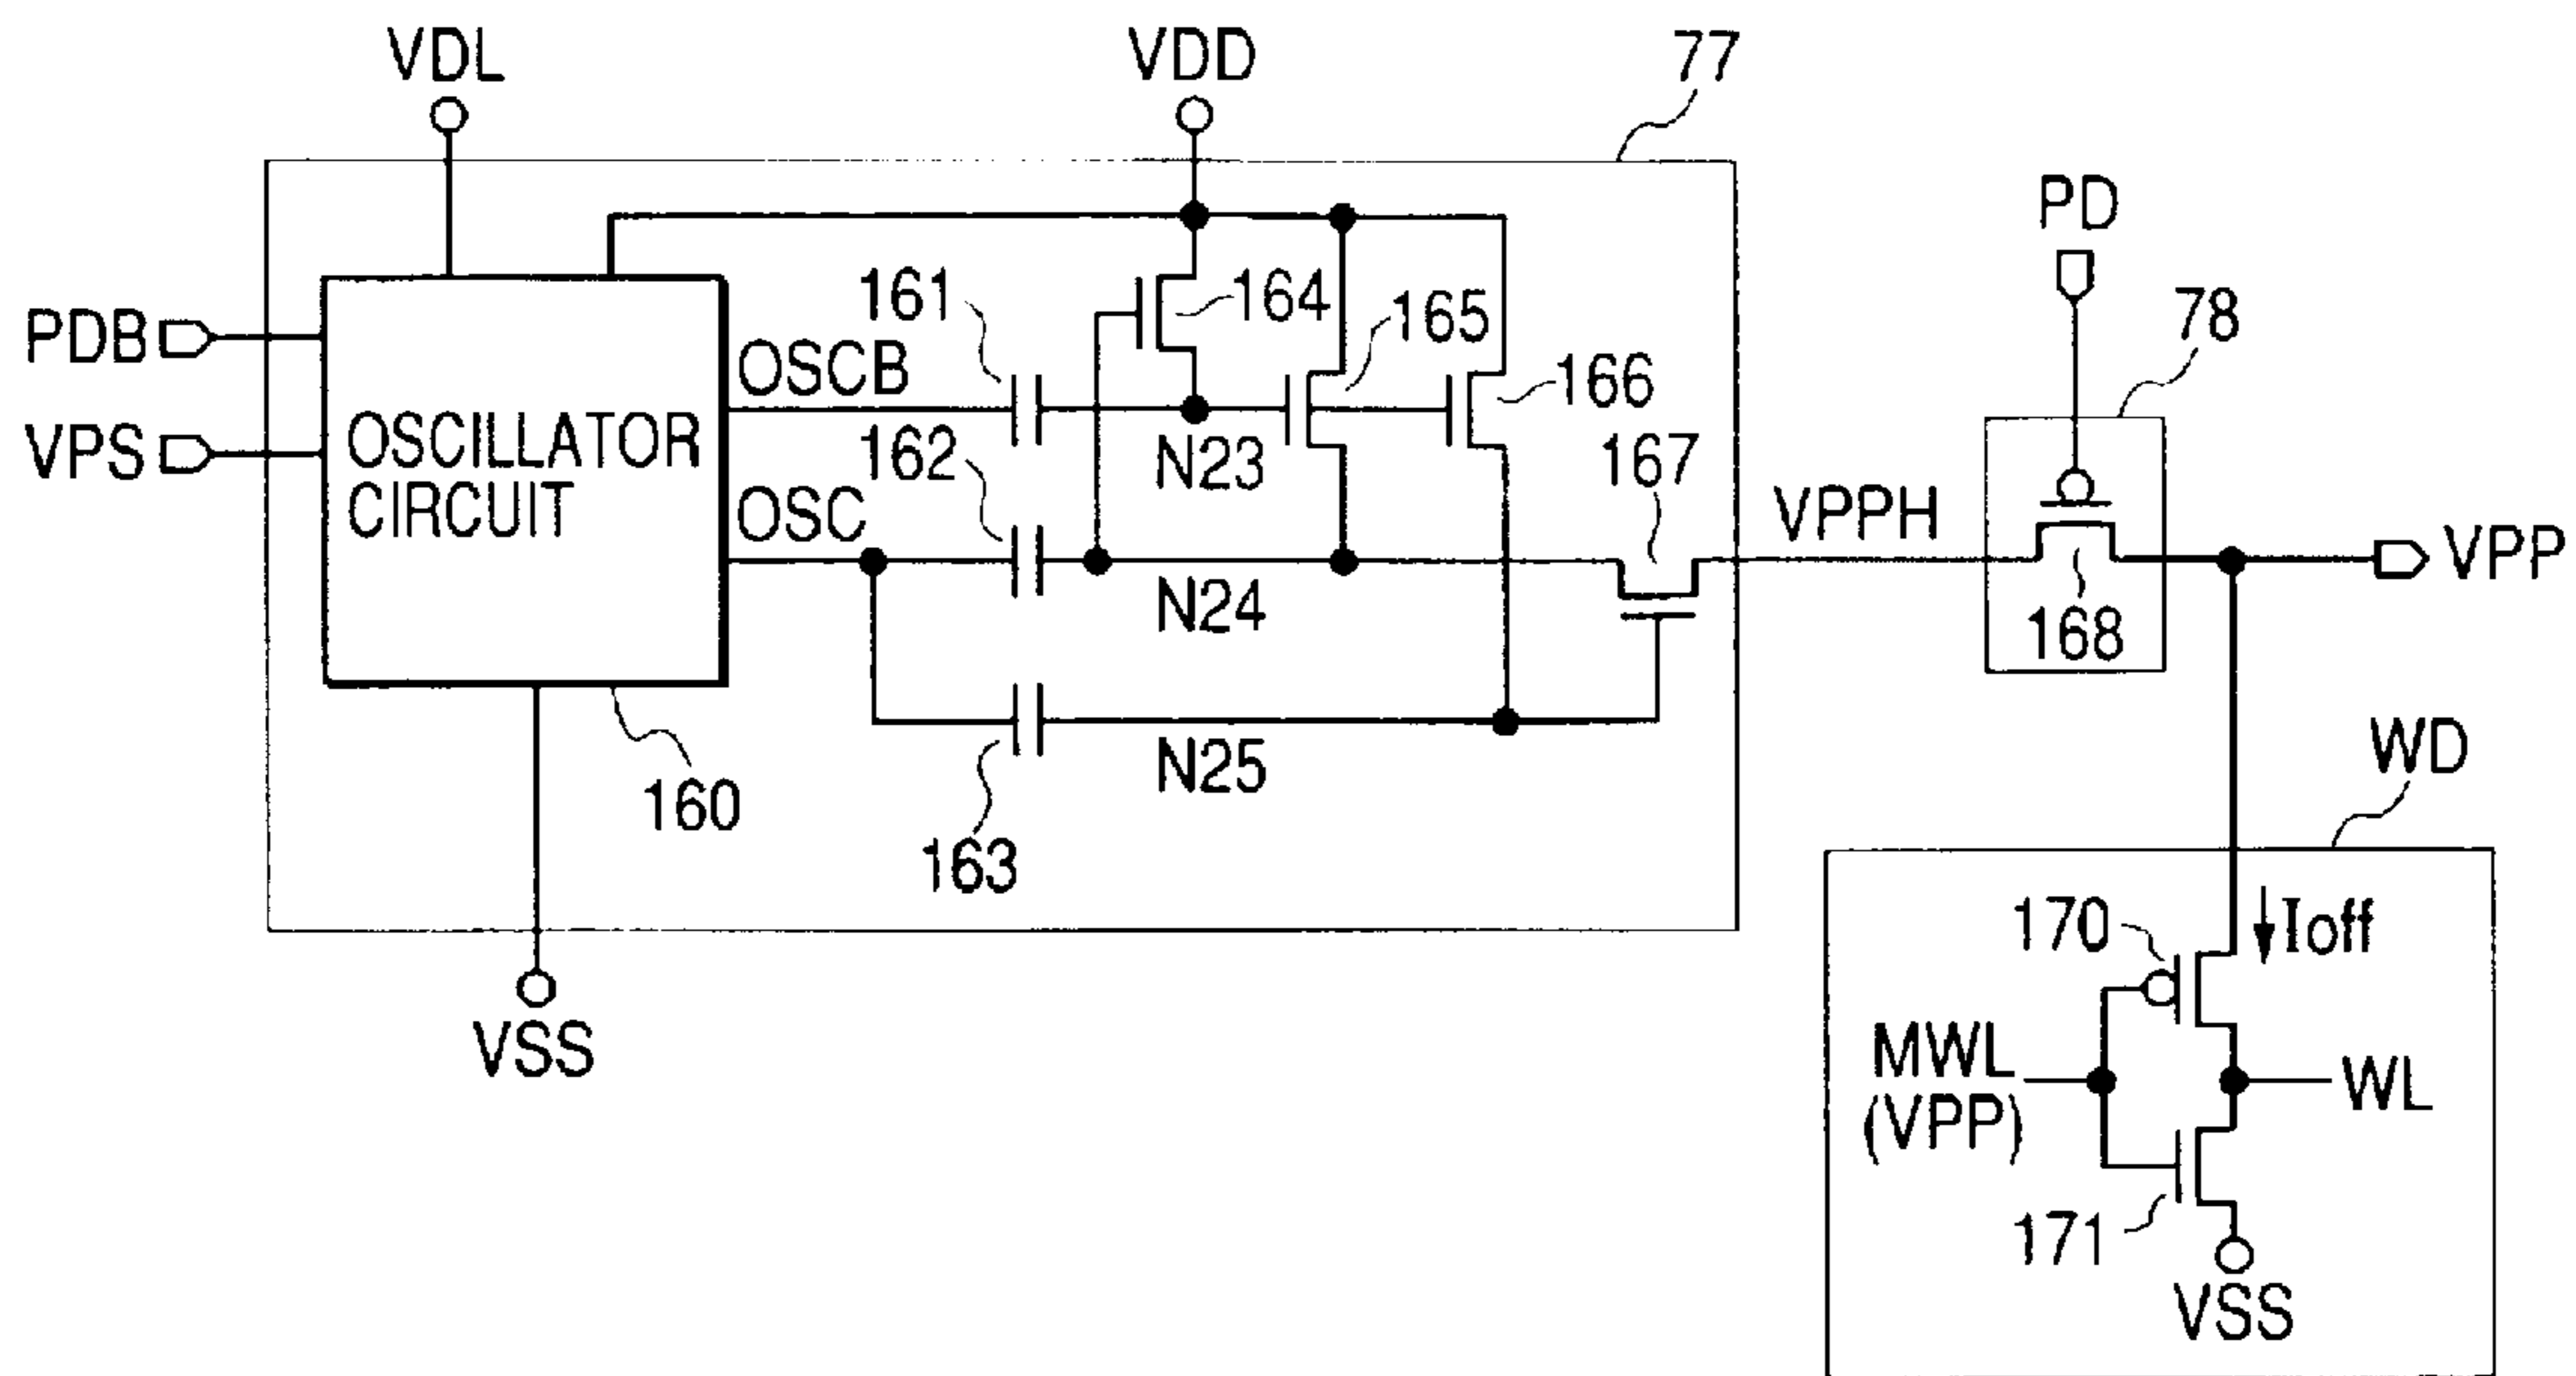 VDL
VDD
77
PD
78
PDB
VPS
OSCILLATOR
CIRCUIT
OSCB
OSC
161
162
163
164
165
166
167
N23
N24
N25
160
VSS
VPPH
168
VPP
WD
170
Ioff
MWL
(VPP)
WL
171
VSS